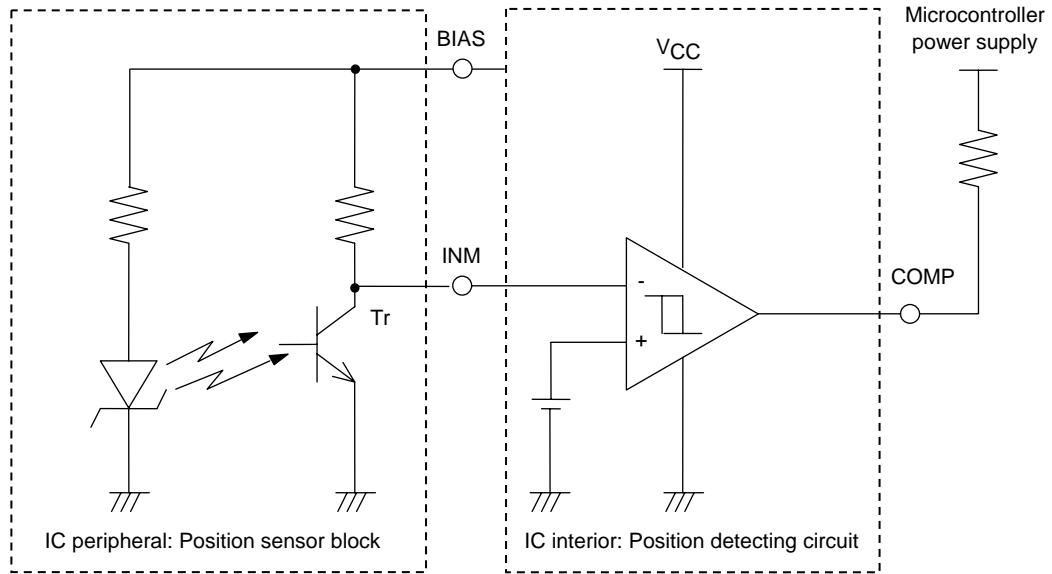 Microcontroller
power supply
BIAS
VCC
INM
COMP
Tr
-
+
IC peripheral: Position sensor block
IC interior: Position detecting circuit